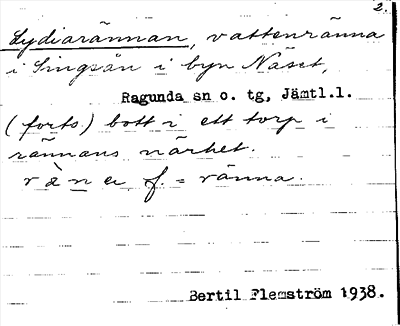 2.
Lydiarännan, vattenränna
i Singsån i byn Näset,
Ragunda sn o. tg, Jämtl.l.
(forts.) bott i ett torp i
rännans närhet.
r è n a f. = ränna.
Bertil Flemström 1938.